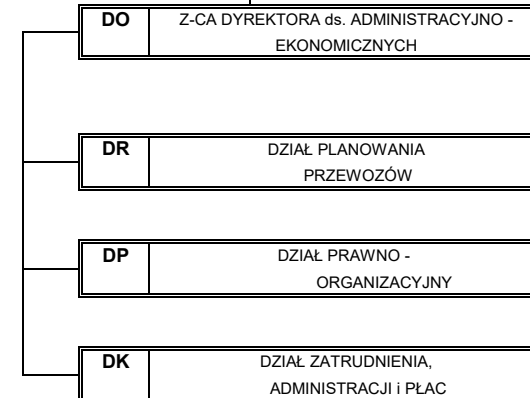 DO Z-CA DYREKTORA ds. ADMINISTRACYJNO -
EKONOMICZNYCH
DR DZIAŁ PLANOWANIA
PRZEWOZÓW
DP DZIAŁ PRAWNO -
ORGANIZACYJNY
DK DZIAŁ ZATRUDNIENIA,
ADMINISTRACJI i PŁAC